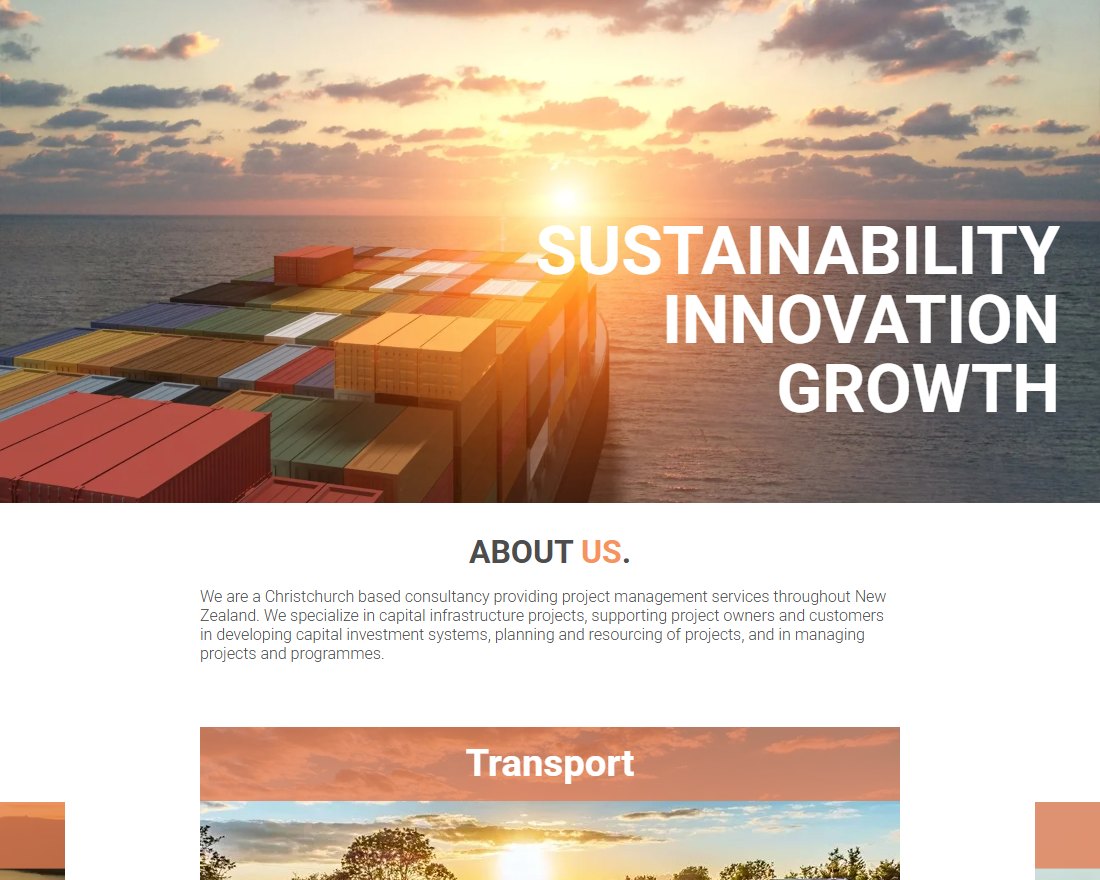 SUSTAINABILITY
INNOVATION
GROWTH
ABOUT US.
We are a Christchurch based consultancy providing project management services throughout New
Zealand. We specialize in capital infrastructure projects, supporting project owners and customers
in developing capital investment systems, planning and resourcing of projects, and in managing
projects and programmes.
Transport